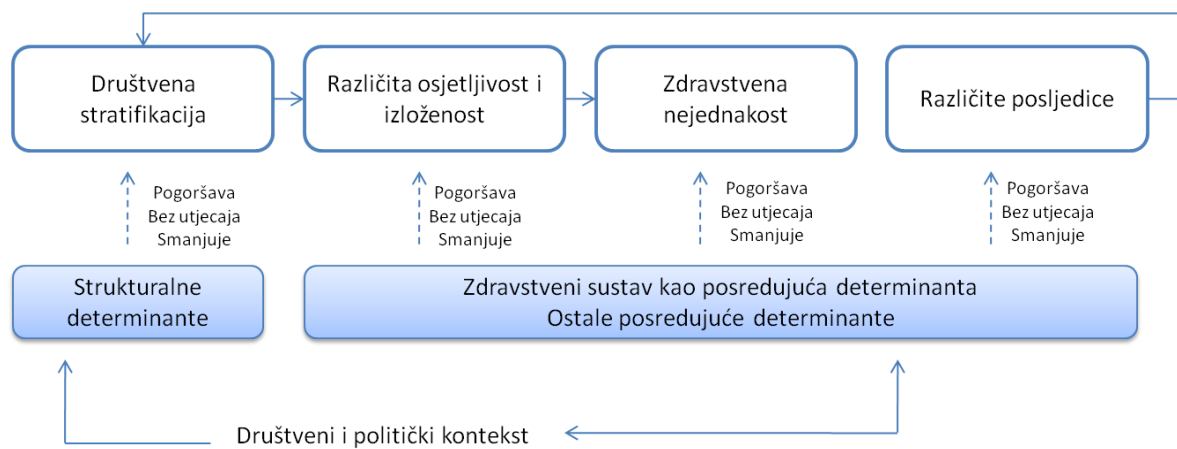 Društvena
stratifikacija
Različita osjetljivost i
izloženost
Zdravstvena
nejednakost
Različite posljedice
Pogoršava
Bez utjecaja
Smanjuje
Pogoršava
Bez utjecaja
Smanjuje
Pogoršava
Bez utjecaja
Smanjuje
Pogoršava
Bez utjecaja
Smanjuje
Strukturalne
determinante
Zdravstveni sustav kao posredujuća determinanta
Ostale posredujuće determinante
Društveni i politički kontekst